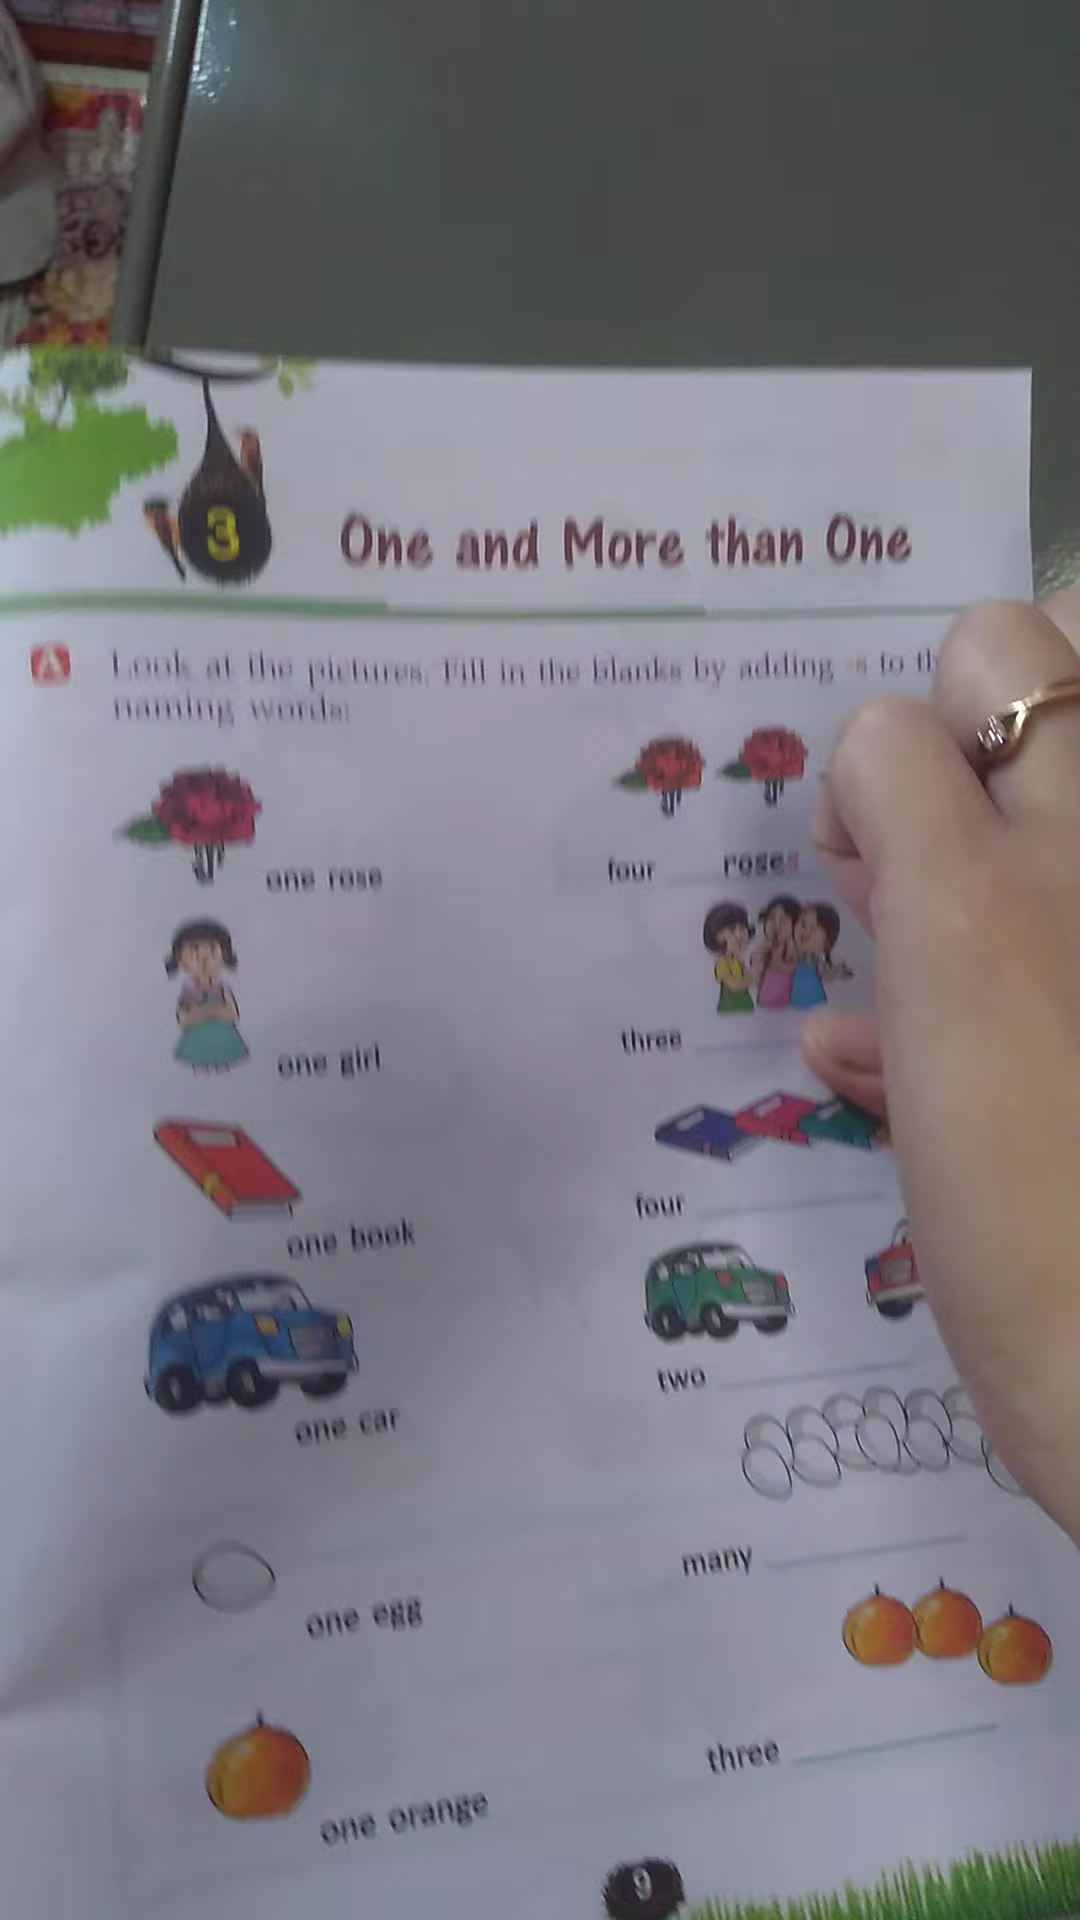 3
One and More than One
A Look at the pictures. Fill in the blanks by adding -s to
naming words:
one rose
four roses
one girl
three
one book
four
one car
two
one egg
many
one orange
three
9